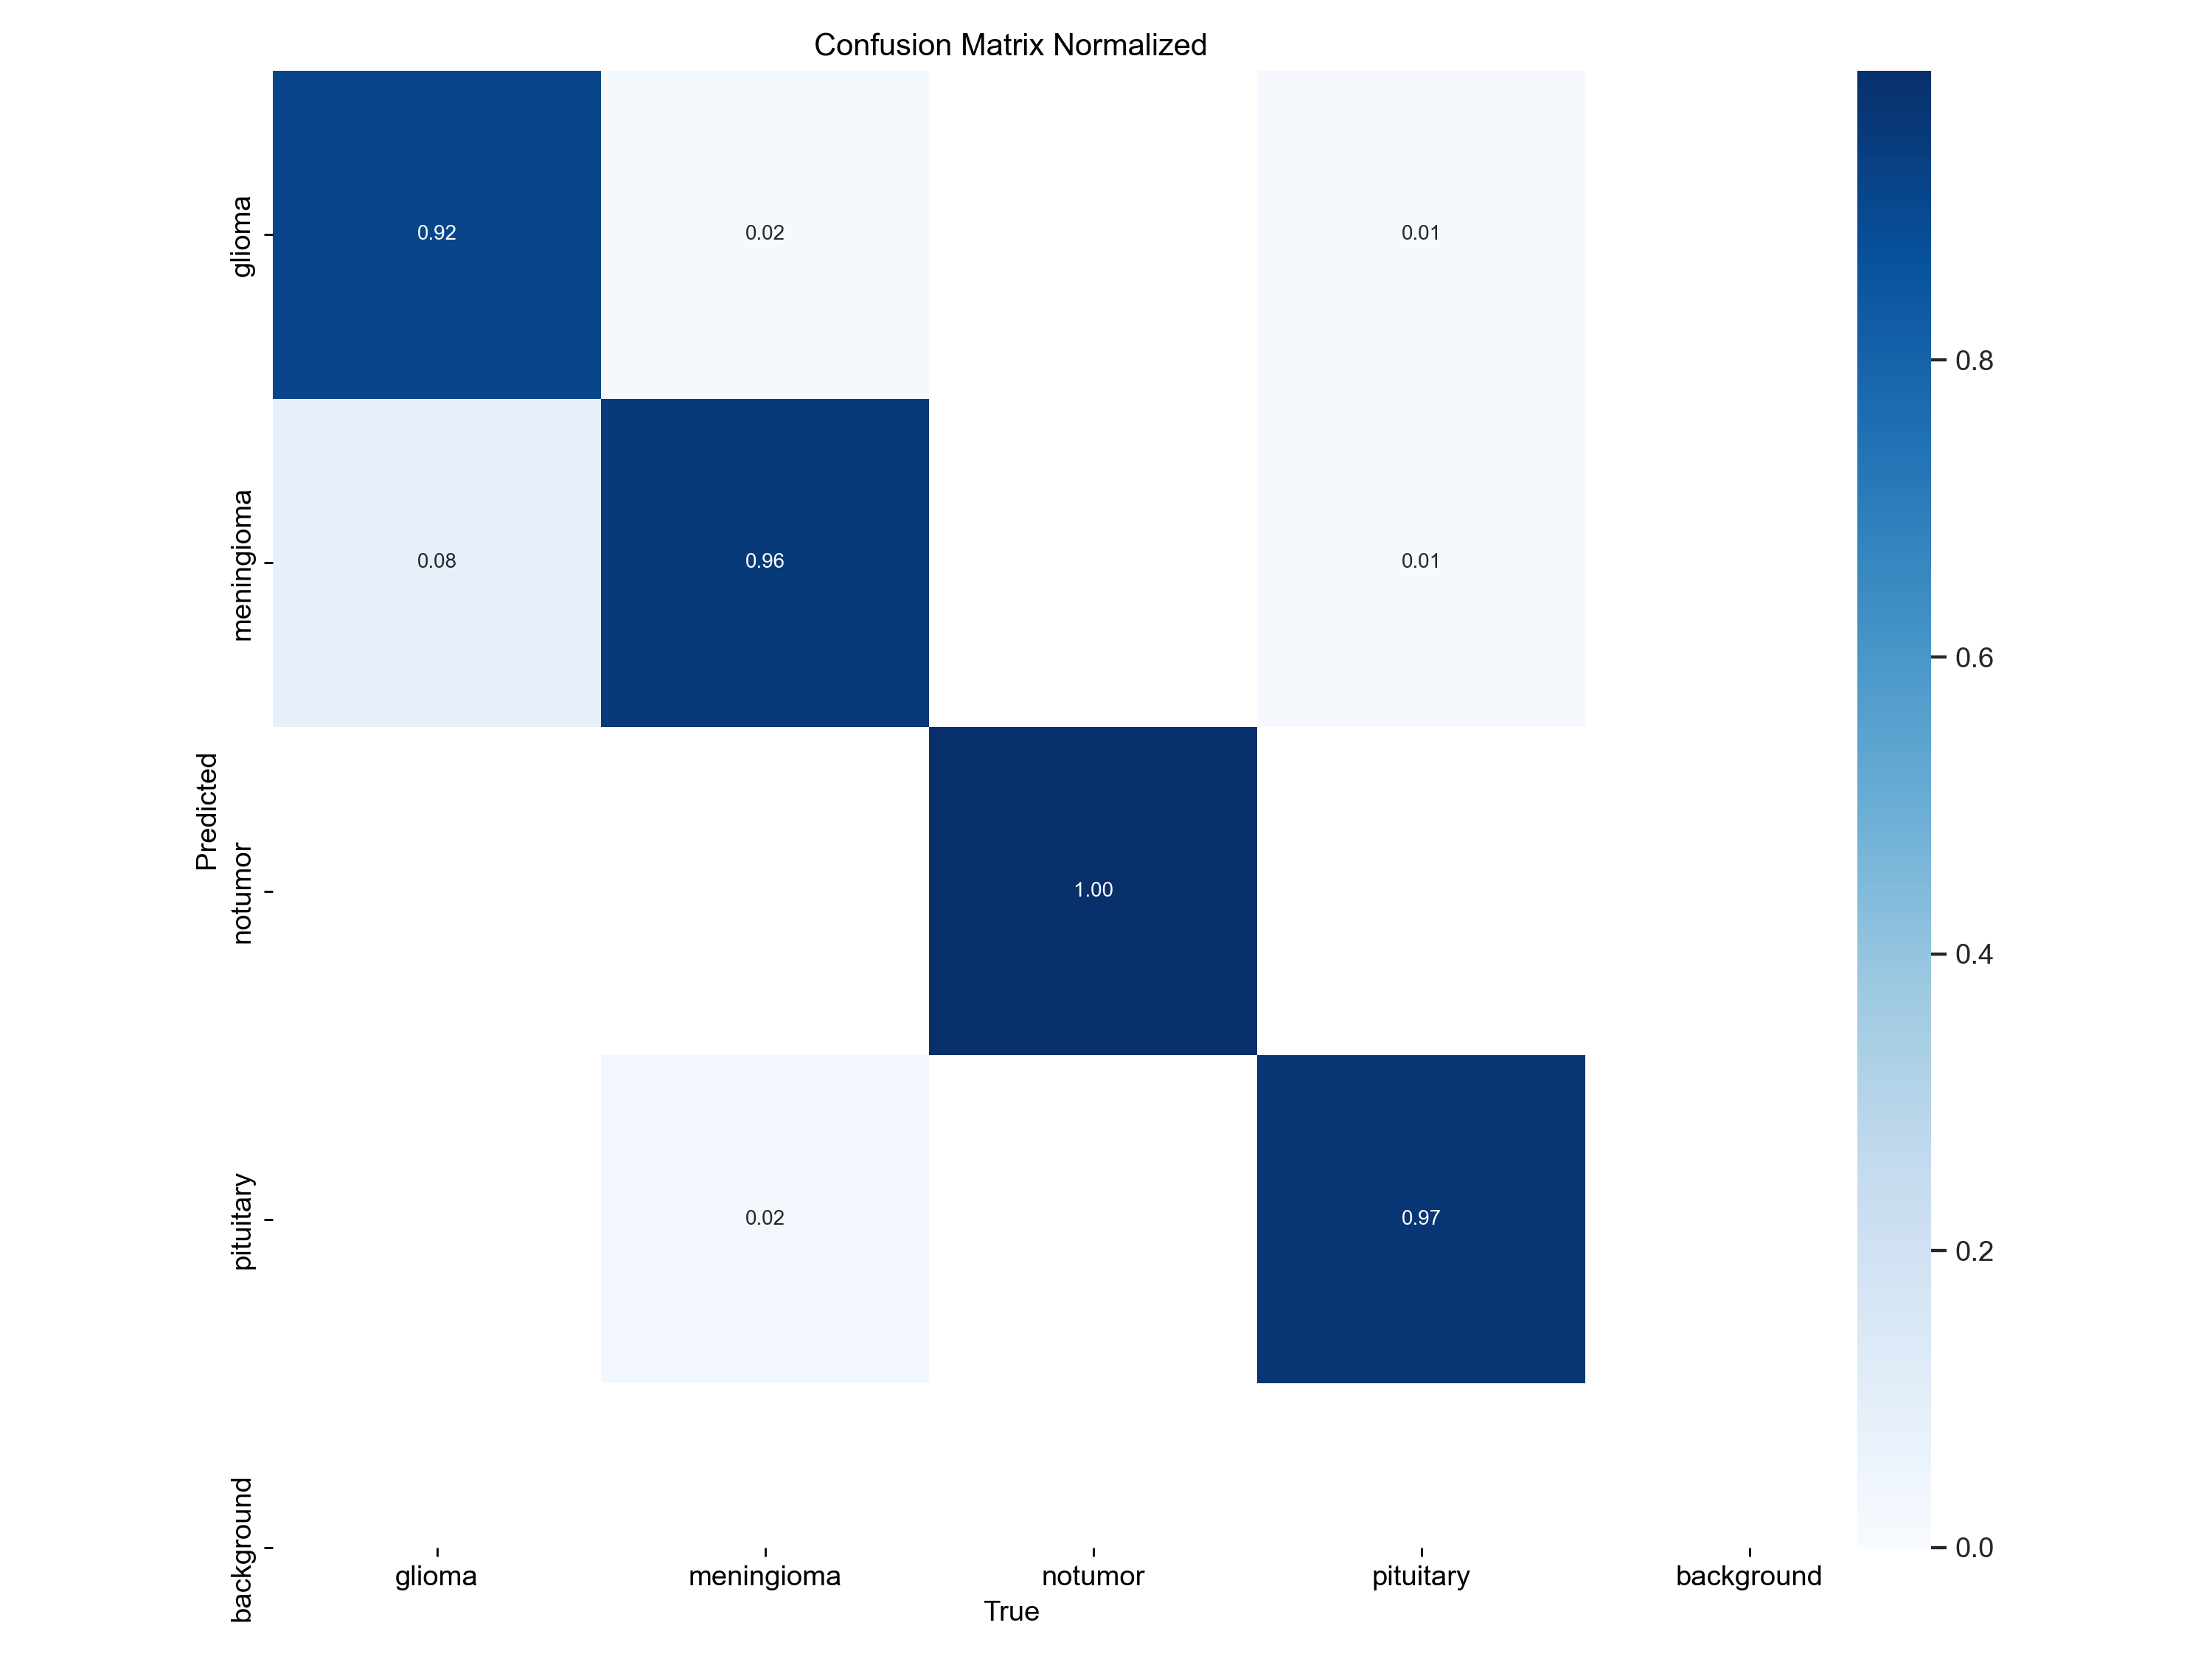 Confusion Matrix Normalized
glioma
0.92
0.02
0.01
0.8
meningioma
0.08
0.96
0.01
0.6
Predicted
notumor
1.00
0.4
pituitary
0.02
0.97
0.2
background
0.0
glioma
meningioma
notumor
pituitary
background
True